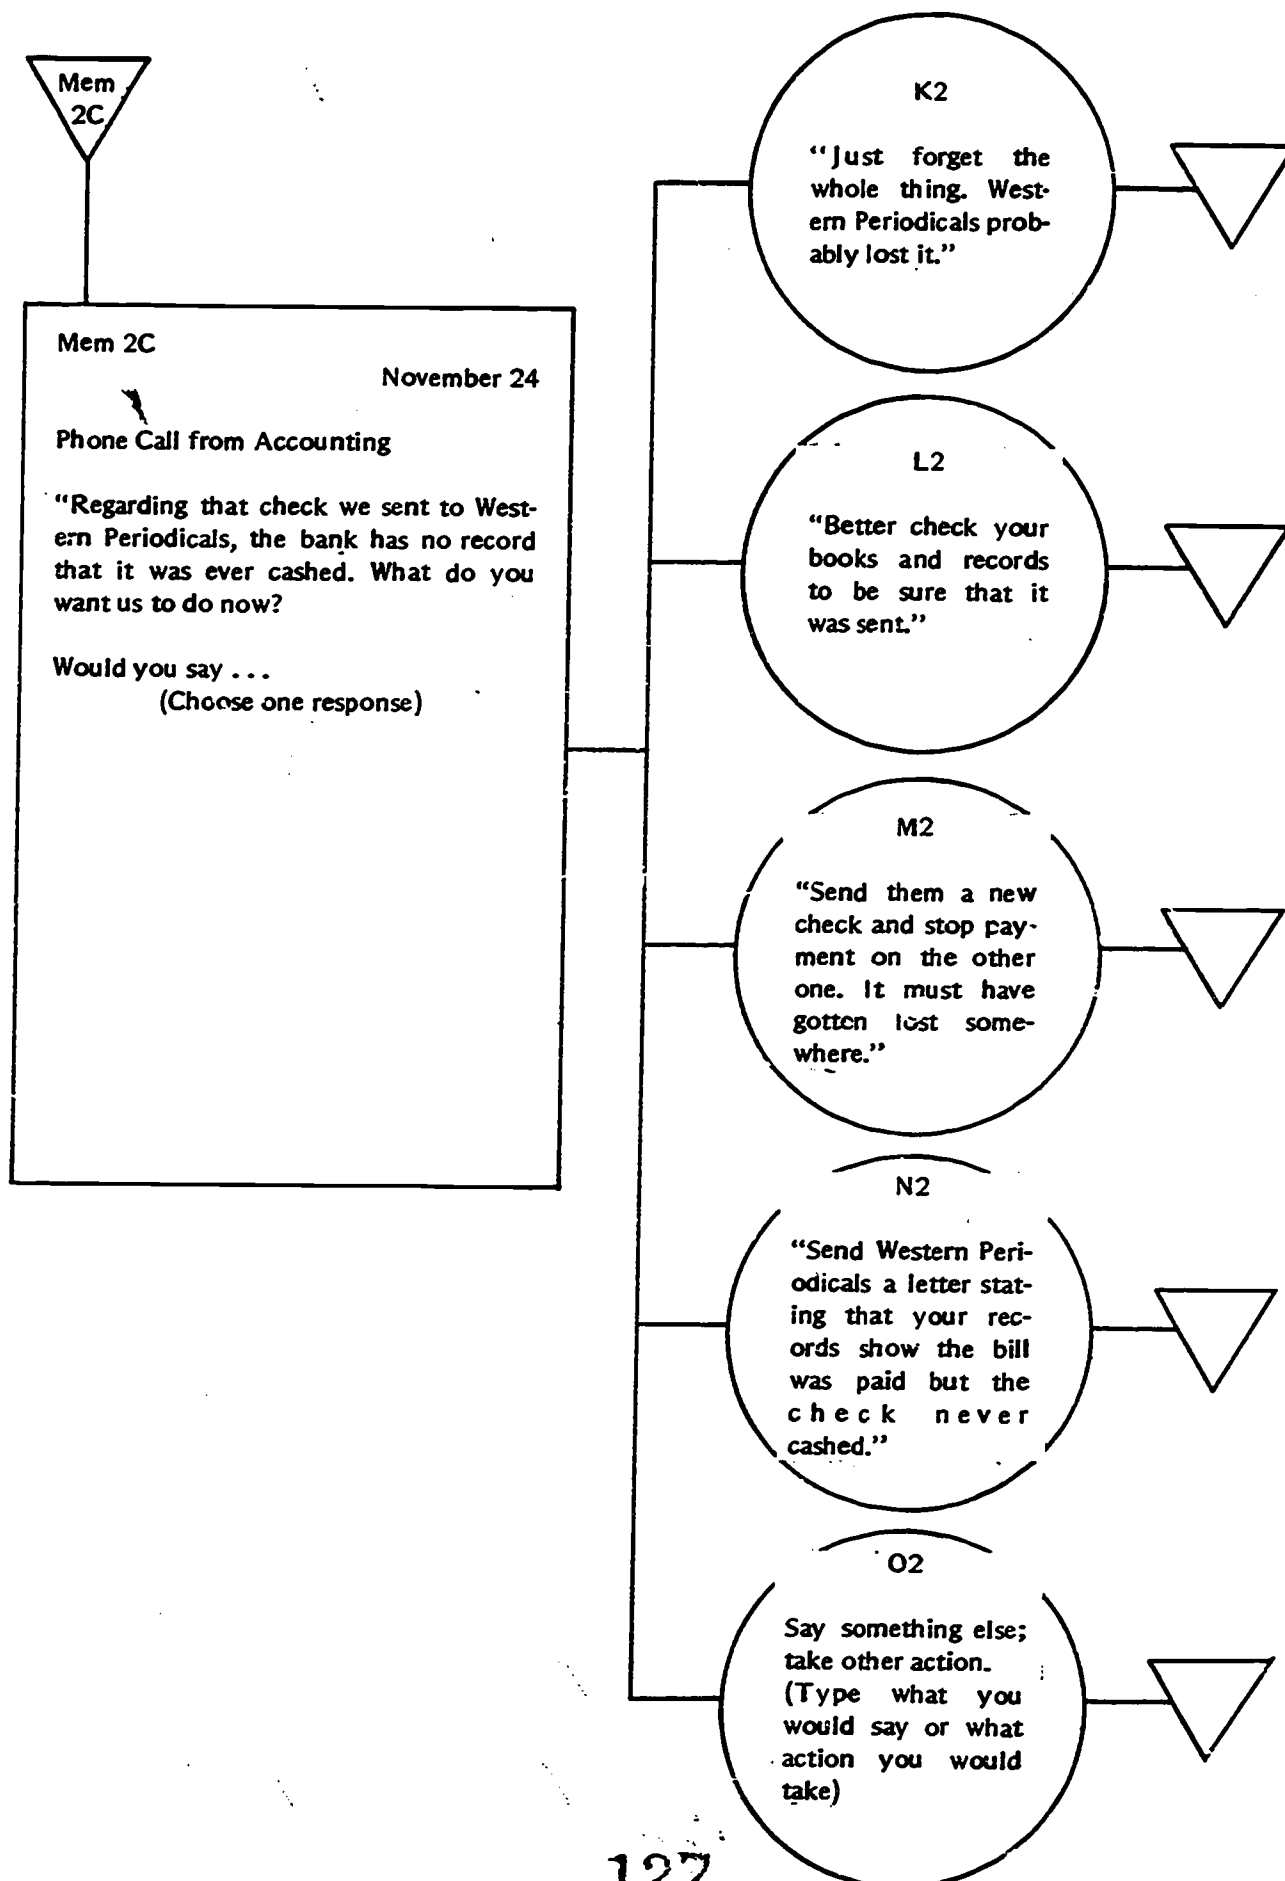 Mem
2C
Mem 2C
November 24
Phone Call from Accounting
“Regarding that check we sent to West-
ern Periodicals, the bank has no record
that it was ever cashed. What do you
want us to do now?
Would you say ...
(Choose one response)
K2
“Just forget the
whole thing. West-
ern Periodicals prob-
ably lost it.”
L2
“Better check your
books and records
to be sure that it
was sent.”
M2
“Send them a new
check and stop pay-
ment on the other
one. It must have
gotten lost some-
where.”
N2
“Send Western Peri-
odicals a letter stat-
ing that your rec-
ords show the bill
was paid but the
check never
cashed.”
O2
Say something else;
take other action.
(Type what you
would say or what
action you would
take)
127